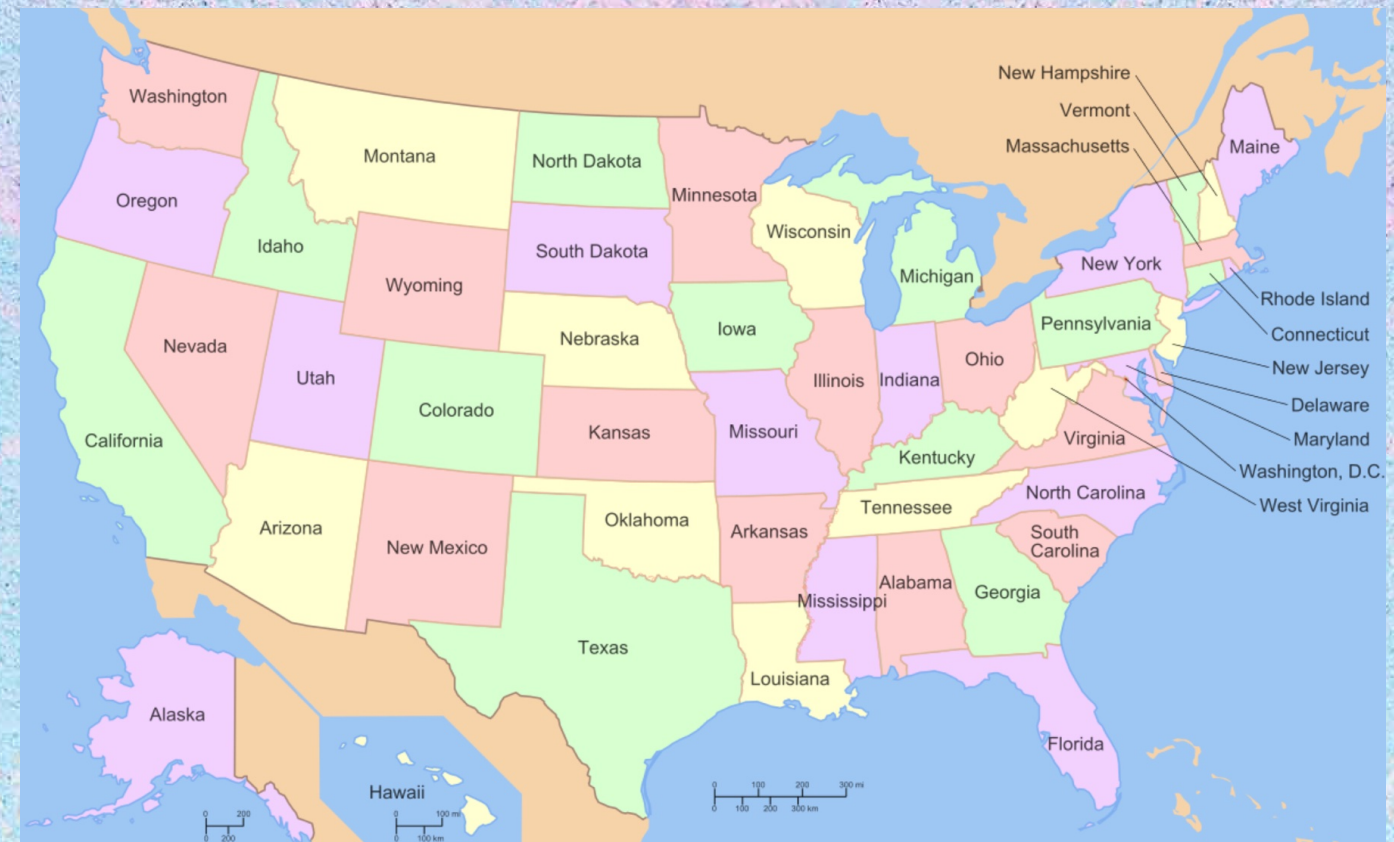 New Hampshire
Washington
Vermont
Massachusetts
Maine
Montana
North Dakota
Minnesota
Oregon
Wisconsin
Idaho
South Dakota
New York
Michigan
Wyoming
Rhode Island
Pennsylvania
Iowa
Connecticut
Nebraska
Nevada
Ohio
New Jersey
Utah
Illinois
Indiana
Delaware
Colorado
Kansas
Missouri
Virginia
Maryland
California
Kentucky
Washington, D.C.
North Carolina
West Virginia
Tennessee
Oklahoma
Arizona
Arkansas
South
Carolina
New Mexico
Alabama
Georgia
Mississippi
Texas
Louisiana
Alaska
Florida
Hawaii
0 100 200 300 mi
0 100 200 300 km
0 200
0 200
0 100 mi
0 100 km